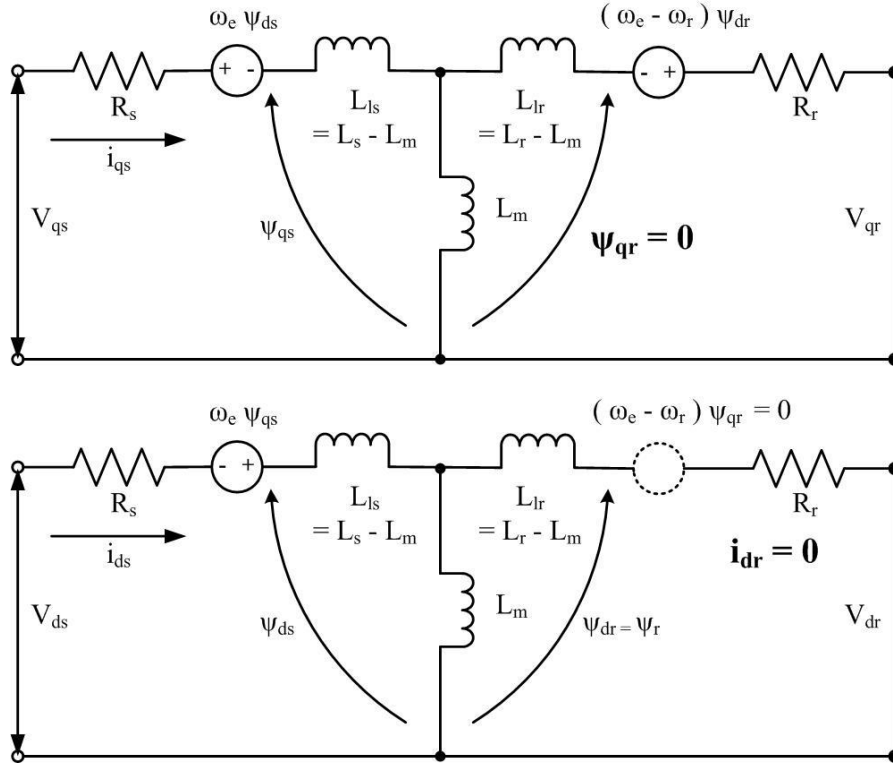 ωe ψds
( ωe - ωr ) ψdr
+ -
- +
Rs
Lls
= Ls - Lm
Llr
= Lr - Lm
Rr
iqs
Vqs
ψqs
Lm
ψqr = 0
Vqr
ωe ψqs
( ωe - ωr ) ψqr = 0
- +
Rs
Lls
= Ls - Lm
Llr
= Lr - Lm
Rr
ids
idr = 0
Vds
ψds
Lm
ψdr = ψr
Vdr